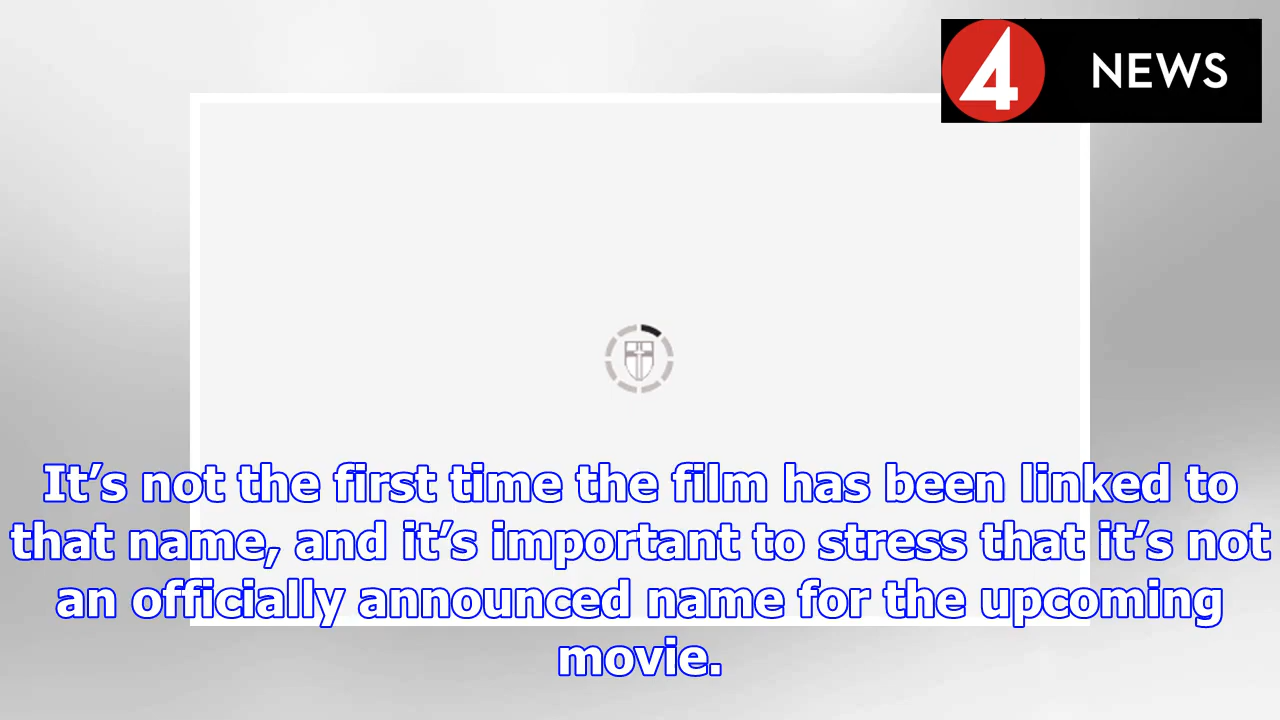 4 NEWS
It’s not the first time the film has been linked to
that name, and it’s important to stress that it’s not
an officially announced name for the upcoming
movie.